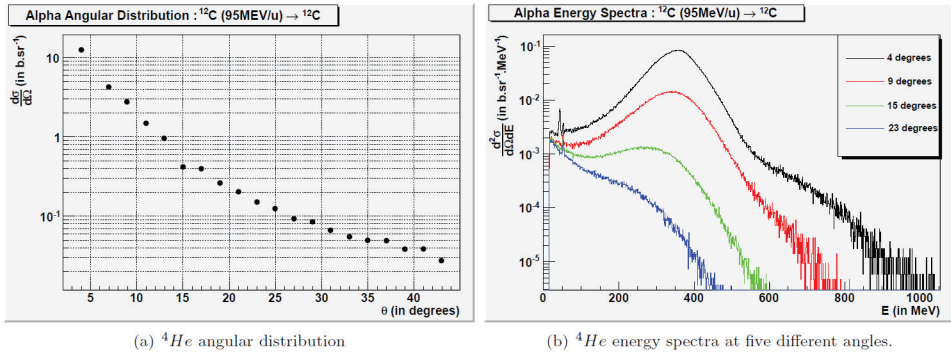 Alpha Angular Distribution : ¹²C (95MEV/u) → ¹²C
dσ/dΩ (in b.sr⁻¹)
10
1
10⁻¹
5 10 15 20 25 30 35 40
θ (in degrees)
(a) ⁴He angular distribution
Alpha Energy Spectra : ¹²C (95MeV/u) → ¹²C
d²σ/dΩdE (in b.sr⁻¹.MeV⁻¹)
10⁻¹
10⁻²
10⁻³
10⁻⁴
10⁻⁵
4 degrees
9 degrees
15 degrees
23 degrees
0 200 400 600 800 1000
E (in MeV)
(b) ⁴He energy spectra at five different angles.